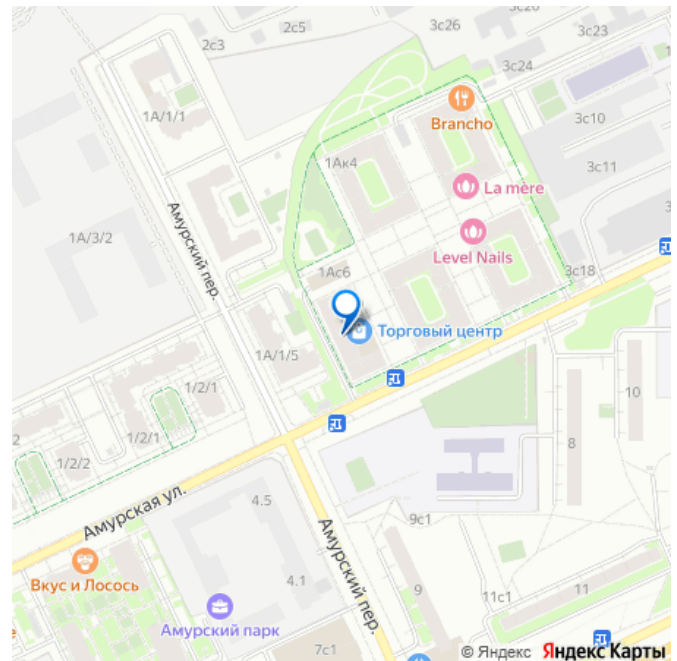 3с26
3с23
2с5
2с3
3с24
1А/1/1
Brancho
3с10
1Ак4
3с11
La mère
Амурский пер.
1А/3/2
Level Nails
1Ас6
3с18
Торговый центр
1А/1/5
1/2/1
10
2
1/2/1
8
1/2/2
4.5
Амурская ул.
9с1
Амурский пер.
Вкус и Лосось
4.1
9
11с1
11
Амурский парк
7с1
© Яндекс Яндекс Карты